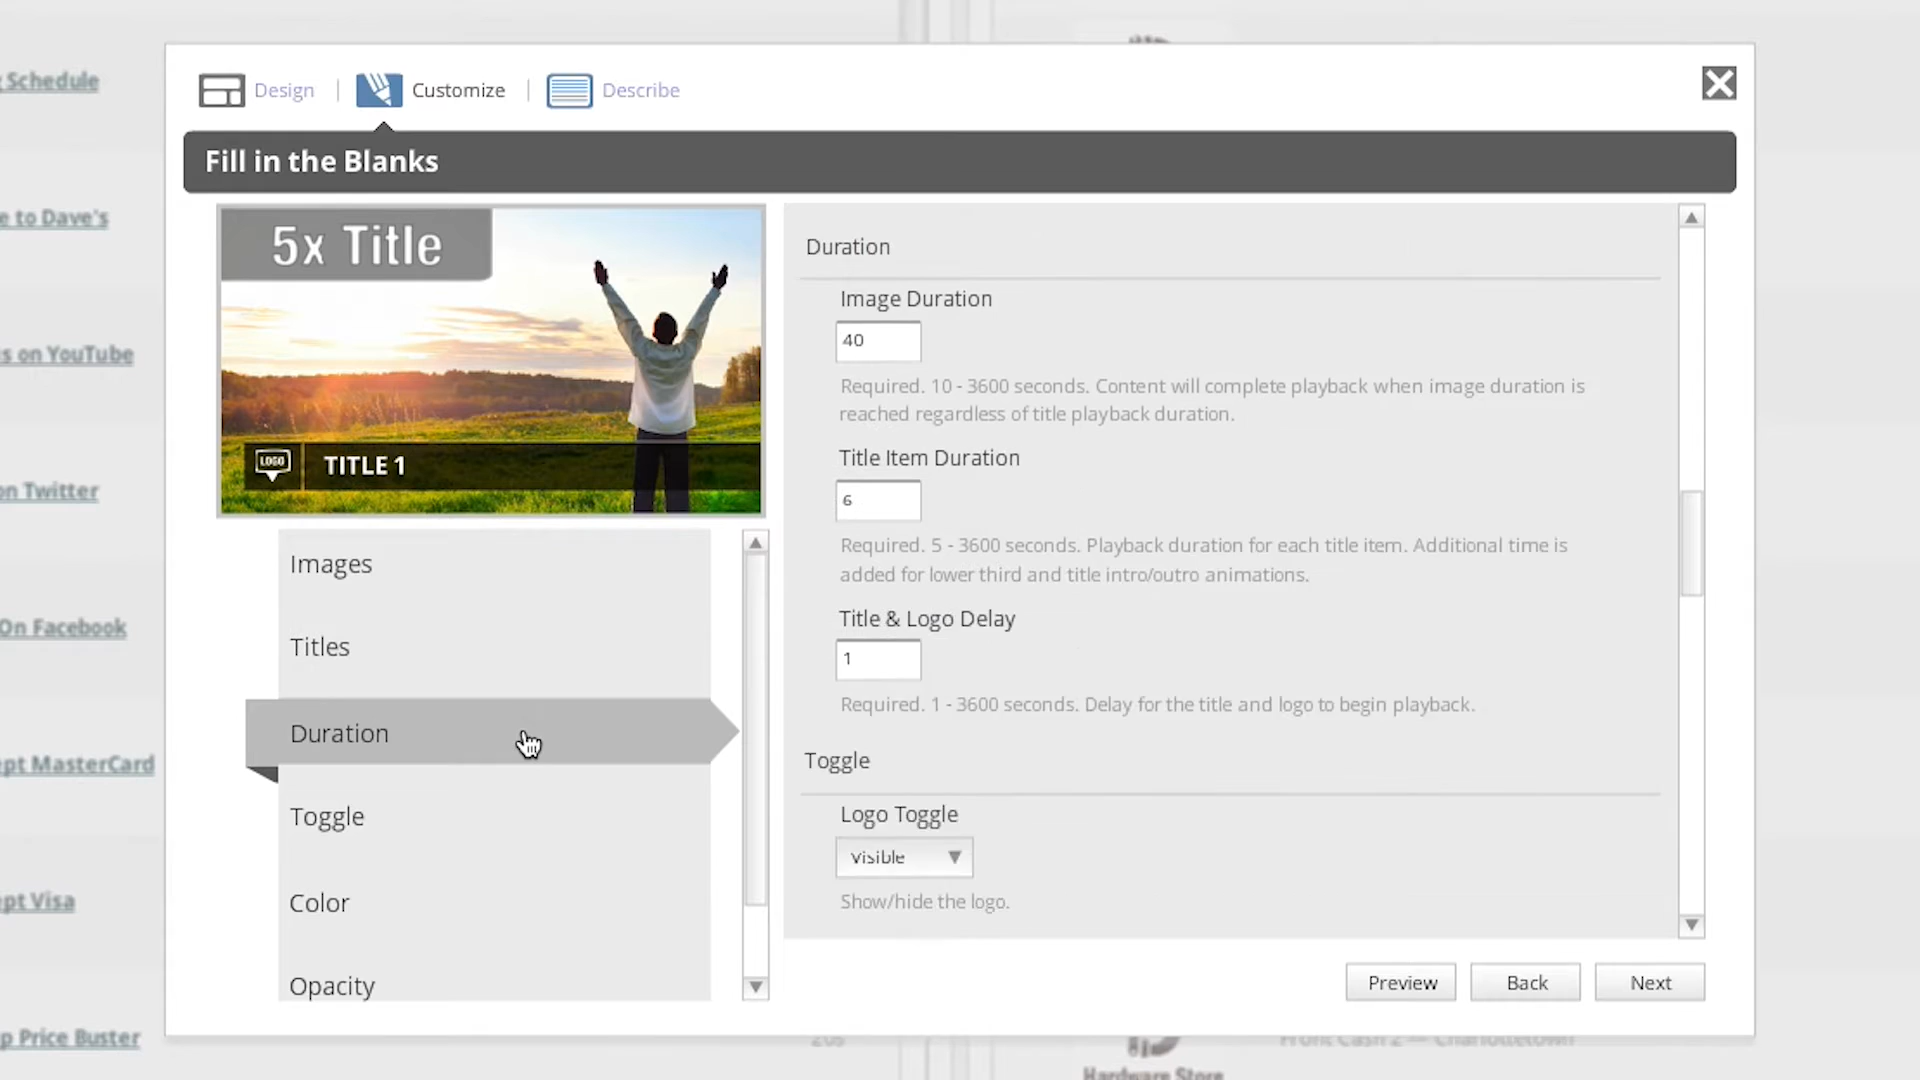 Schedule
e to Dave's
s on YouTube
on Twitter
On Facebook
ept MasterCard
ept Visa
p Price Buster
Design
Customize
Describe
Fill in the Blanks
5x Title
LOGO
TITLE 1
Images
Titles
Duration
Toggle
Color
Opacity
Duration
Image Duration
40
Required. 10 - 3600 seconds. Content will complete playback when image duration is
reached regardless of title playback duration.
Title Item Duration
6
Required. 5 - 3600 seconds. Playback duration for each title item. Additional time is
added for lower third and title intro/outro animations.
Title & Logo Delay
1
Required. 1 - 3600 seconds. Delay for the title and logo to begin playback.
Toggle
Logo Toggle
Visible
Show/hide the logo.
Preview
Back
Next
Hardware Store